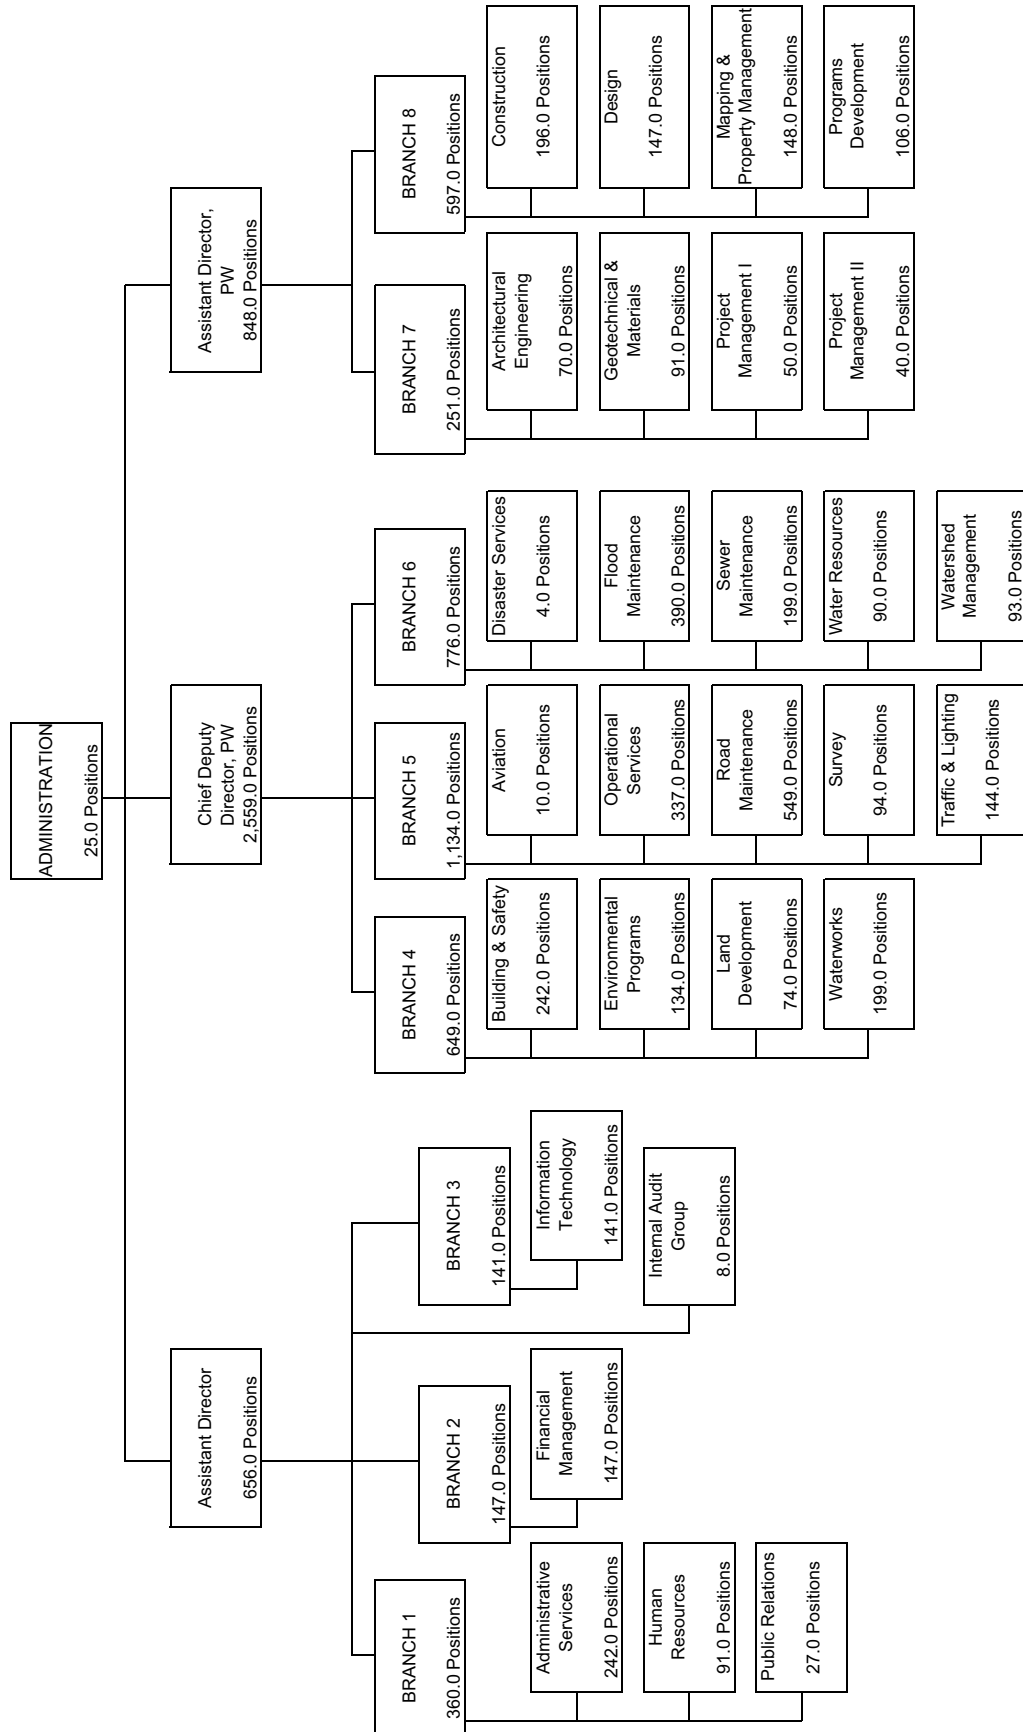 ADMINISTRATION
25.0 Positions
Assistant Director
656.0 Positions
Chief Deputy
Director, PW
2,559.0 Positions
Assistant Director,
PW
848.0 Positions
BRANCH 1
360.0 Positions
Administrative
Services
242.0 Positions
Human
Resources
91.0 Positions
Public Relations
27.0 Positions
BRANCH 2
147.0 Positions
Financial
Management
147.0 Positions
BRANCH 3
141.0 Positions
Information
Technology
141.0 Positions
Internal Audit
Group
8.0 Positions
BRANCH 4
649.0 Positions
Building & Safety
242.0 Positions
Environmental
Programs
134.0 Positions
Land
Development
74.0 Positions
Waterworks
199.0 Positions
BRANCH 5
1,134.0 Positions
Aviation
10.0 Positions
Operational
Services
337.0 Positions
Road
Maintenance
549.0 Positions
Survey
94.0 Positions
Traffic & Lighting
144.0 Positions
BRANCH 6
776.0 Positions
Disaster Services
4.0 Positions
Flood
Maintenance
390.0 Positions
Sewer
Maintenance
199.0 Positions
Water Resources
90.0 Positions
Watershed
Management
93.0 Positions
BRANCH 7
251.0 Positions
Architectural
Engineering
70.0 Positions
Geotechnical &
Materials
91.0 Positions
Project
Management I
50.0 Positions
Project
Management II
40.0 Positions
BRANCH 8
597.0 Positions
Construction
196.0 Positions
Design
147.0 Positions
Mapping &
Property Management
148.0 Positions
Programs
Development
106.0 Positions